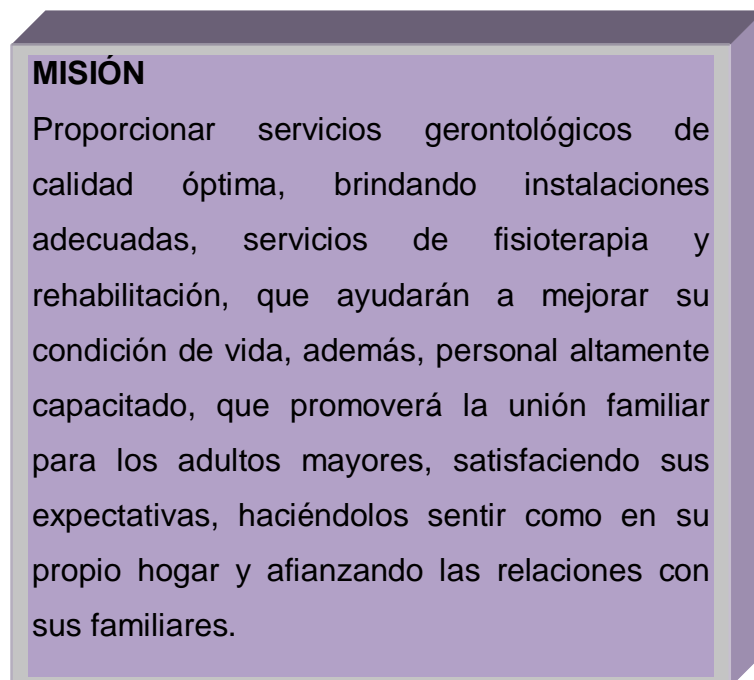 MISIÓN
Proporcionar servicios gerontológicos de
calidad óptima, brindando instalaciones
adecuadas, servicios de fisioterapia y
rehabilitación, que ayudarán a mejorar su
condición de vida, además, personal altamente
capacitado, que promoverá la unión familiar
para los adultos mayores, satisfaciendo sus
expectativas, haciéndolos sentir como en su
propio hogar y afianzando las relaciones con
sus familiares.